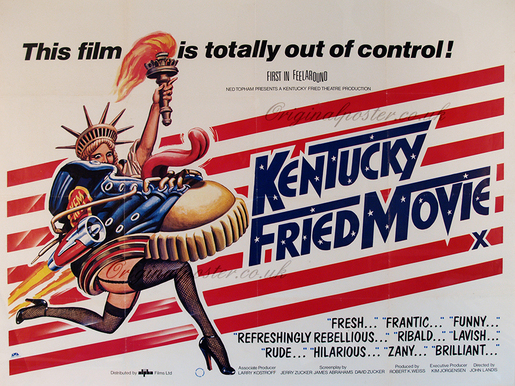 This film is totally out of control!
FIRST IN FEELAROUND
NED TOPHAM PRESENTS A KENTUCKY FRIED THEATRE PRODUCTION
Originalposter.co.uk
KENTUCKY
FRIED MOVIE
X
KFM
Originalposter.co.uk
"FRESH... "FRANTIC... "FUNNY...
"REFRESHINGLY REBELLIOUS... "RIBALD... "LAVISH...
"RUDE... "HILARIOUS... "ZANY... "BRILLIANT...
Distributed by alpha Films Ltd
Associate Producer
LARRY KOSTROFF
Screenplay by
JERRY ZUCKER JAMES ABRAHAMS DAVID ZUCKER
Produced by
ROBERT K. WEISS
Executive Producer
KIM JORGENSEN
Directed by
JOHN LANDIS